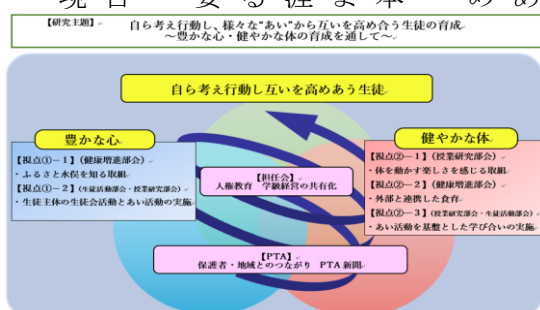 【研究主題】 自ら考え行動し、様々な“あい”から互いを高め合う生徒の育成
～豊かな心・健やかな体の育成を通して～
自ら考え行動し互いを高めあう生徒
豊かな心
【視点①－1】(健康増進部会)
・ふるさと水俣を知る取組
【視点①－2】(生徒活動部会・授業研究部会)
・生徒主体の生徒会活動とあい活動の実施
健やかな体
【視点②－1】(授業研究部会)
・体を動かす楽しさを感じる取組
【視点②－2】(健康増進部会)
・外部と連携した食育
【視点②－3】(授業研究部会・生徒活動部会)
・あい活動を基盤とした学び合いの実施
【担任会】
人権教育 学級経営の共有化
【PTA】
保護者・地域とのつながり PTA新聞